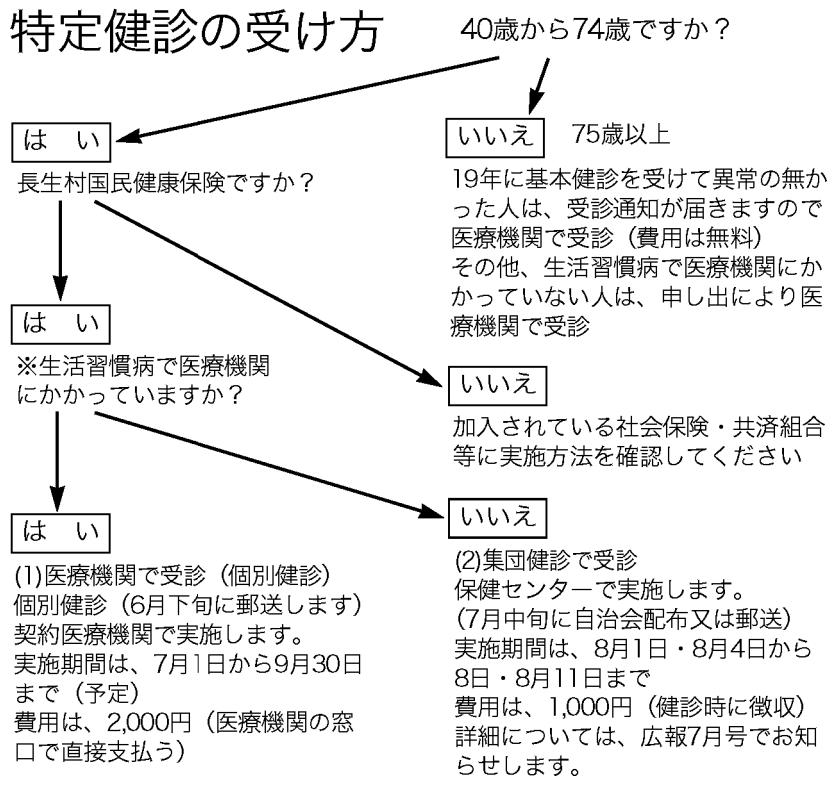 特定健診の受け方
40歳から74歳ですか？
はい
長生村国民健康保険ですか？
いいえ　75歳以上
19年に基本健診を受けて異常の無か
った人は、受診通知が届きますので
医療機関で受診（費用は無料）
その他、生活習慣病で医療機関にか
かっていない人は、申し出により医
療機関で受診
はい
※生活習慣病で医療機関
にかかっていますか？
いいえ
加入されている社会保険・共済組合
等に実施方法を確認してください
はい
(1)医療機関で受診（個別健診）
個別健診（6月下旬に郵送します）
契約医療機関で実施します。
実施期間は、7月1日から9月30日
まで（予定）
費用は、2,000円（医療機関の窓
口で直接支払う）
いいえ
(2)集団健診で受診
保健センターで実施します。
(7月中旬に自治会配布又は郵送）
実施期間は、8月1日・8月4日から
8日・8月11日まで
費用は、1,000円（健診時に徴収）
詳細については、広報7月号でお知
らせします。